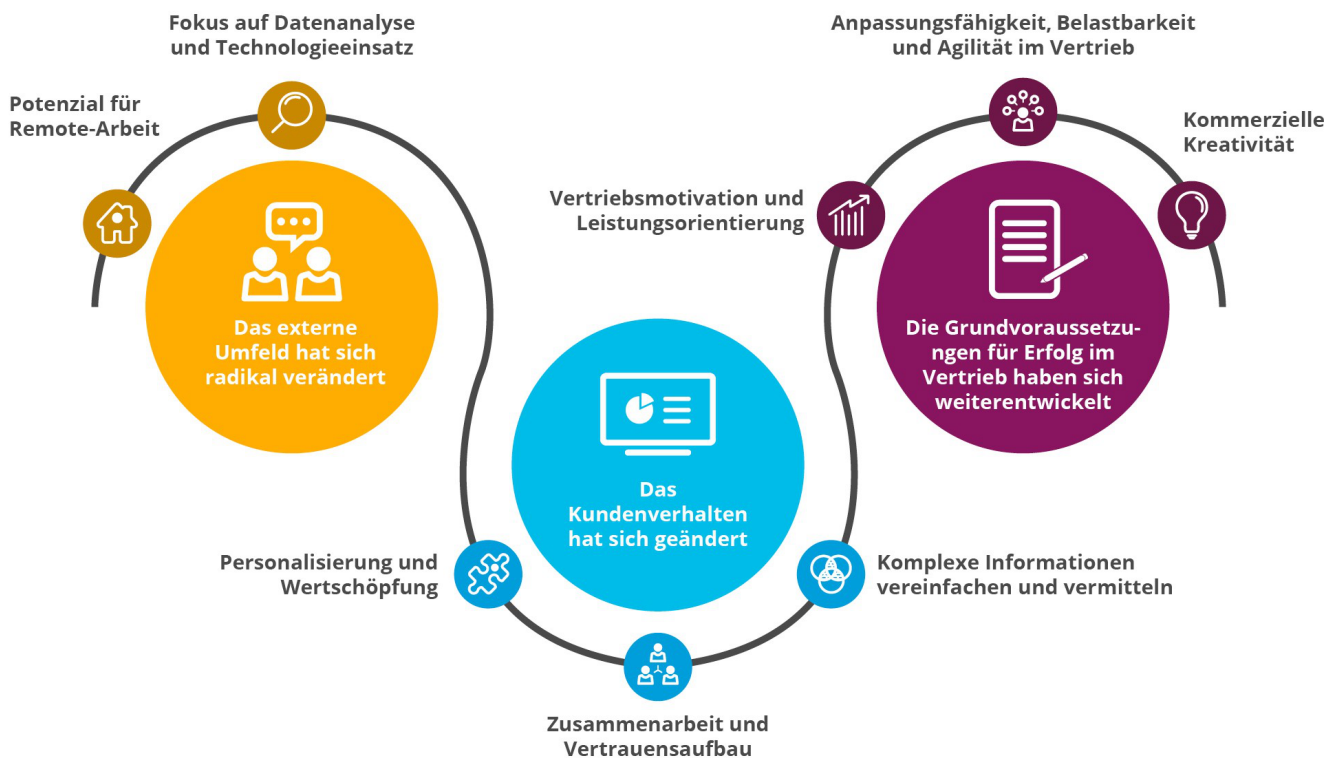 Potenzial für
Remote-Arbeit
Fokus auf Datenanalyse
und Technologieeinsatz
Das externe
Umfeld hat sich
radikal verändert
Personalisierung und
Wertschöpfung
Zusammenarbeit und
Vertrauensaufbau
Komplexe Informationen
vereinfachen und vermitteln
Das
Kundenverhalten
hat sich geändert
Vertriebsmotivation und
Leistungsorientierung
Anpassungsfähigkeit, Belastbarkeit
und Agilität im Vertrieb
Kommerzielle
Kreativität
Die Grundvoraussetzu-
ngen für Erfolg im
Vertrieb haben sich
weiterentwickelt